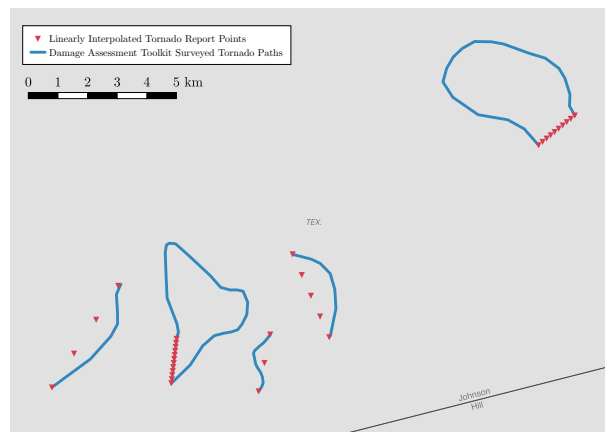 Linearly Interpolated Tornado Report Points
Damage Assessment Toolkit Surveyed Tornado Paths
0 1 2 3 4 5 km
TEX.
Johnson
Hill